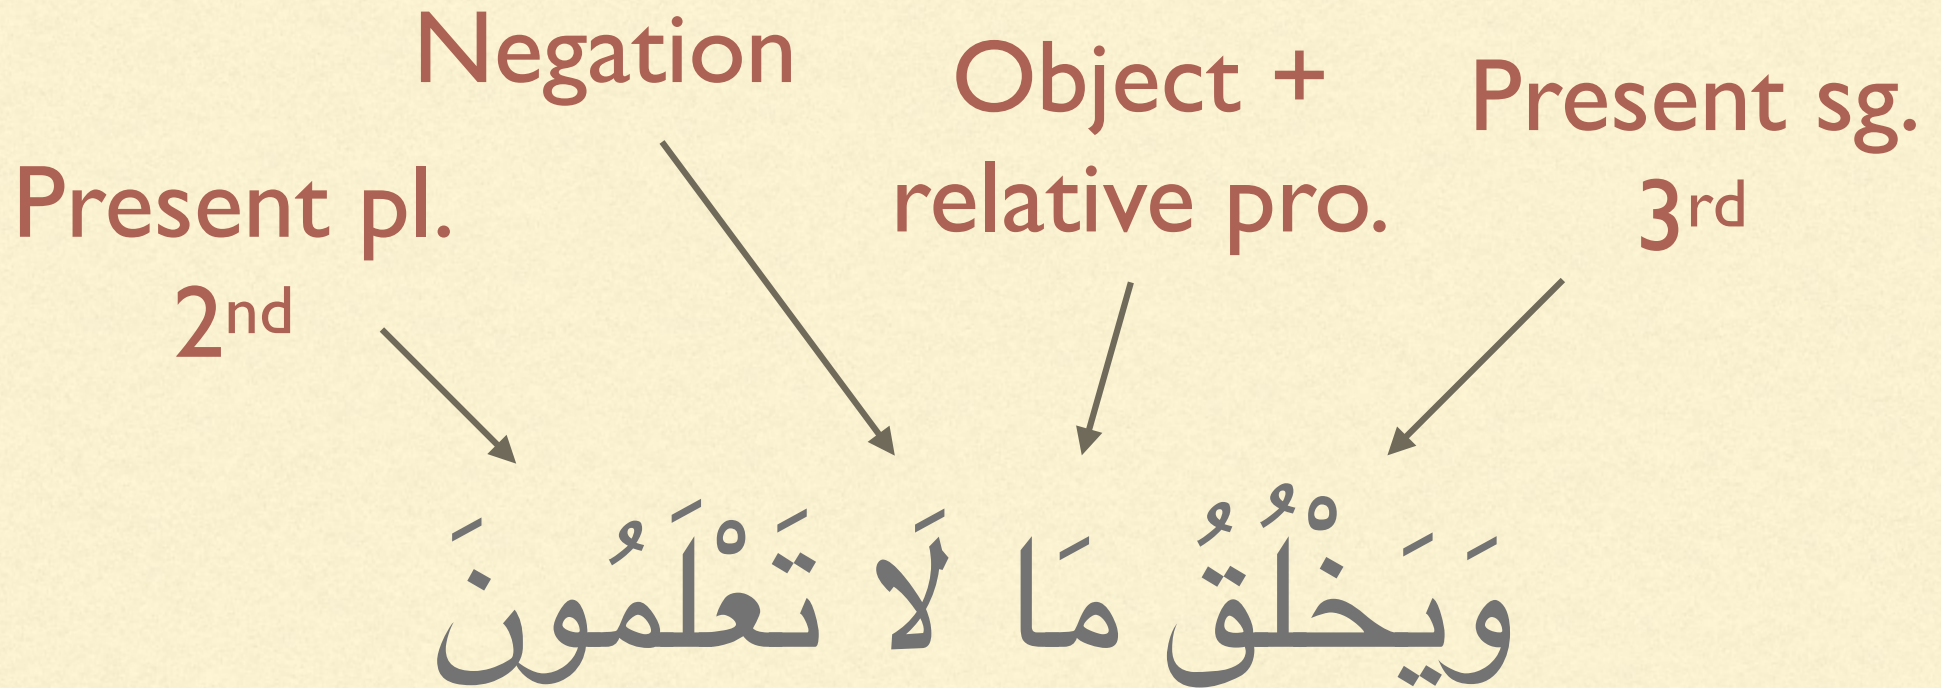 Negation
Object +
relative pro.
Present sg.
3rd
Present pl.
2nd
وَيَخْلُقُ مَا لَا تَعْلَمُونَ